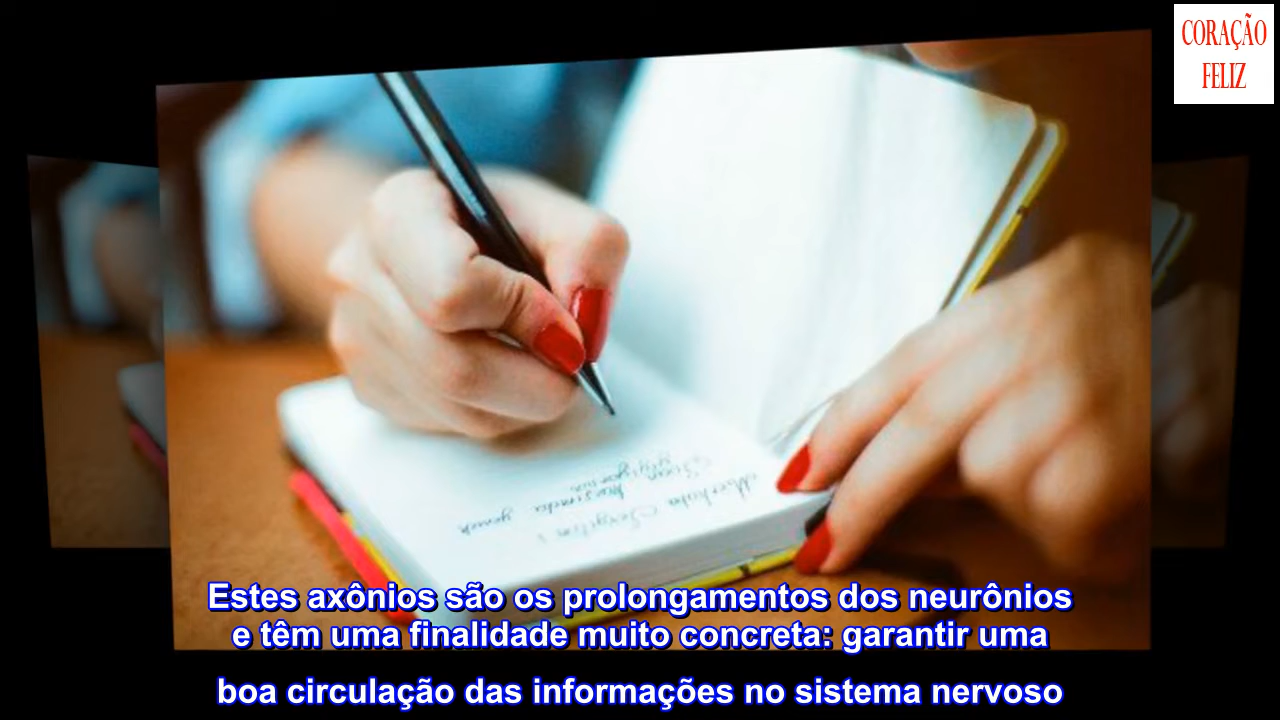 CORAÇÃO
FELIZ
Estes axônios são os prolongamentos dos neurônios
e têm uma finalidade muito concreta: garantir uma
boa circulação das informações no sistema nervoso